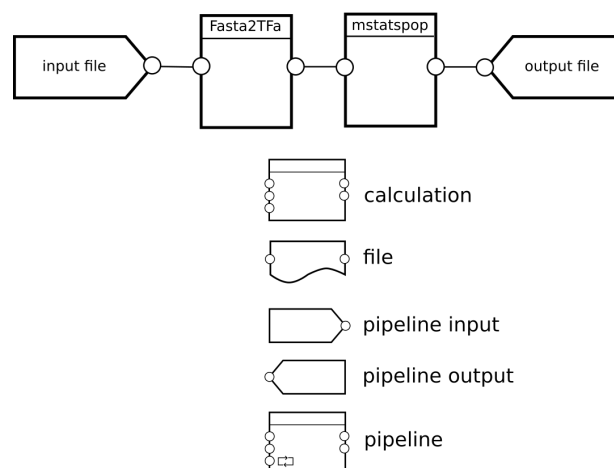 Fasta2TFa
mstatspop
input file
output file
calculation
file
pipeline input
pipeline output
pipeline